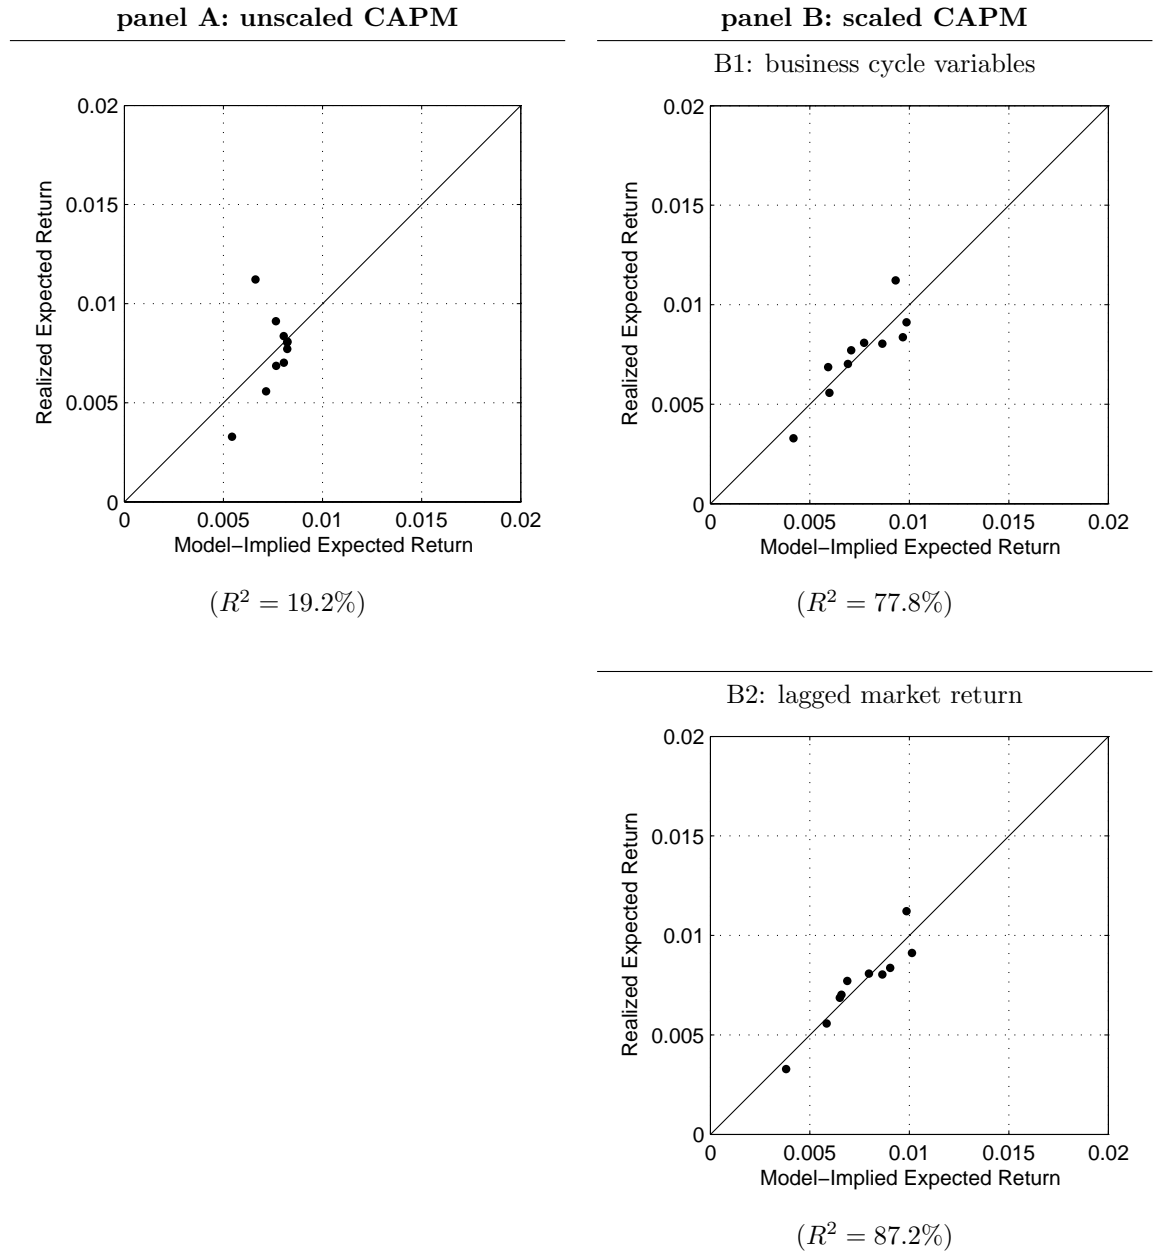 panel A: unscaled CAPM
panel B: scaled CAPM
B1: business cycle variables
0.02
0.015
0.01
0.005
0
Realized Expected Return
0
0.005
0.01
0.015
0.02
Model−Implied Expected Return
(R² = 19.2%)
0.02
0.015
0.01
0.005
0
Realized Expected Return
0
0.005
0.01
0.015
0.02
Model−Implied Expected Return
(R² = 77.8%)
B2: lagged market return
0.02
0.015
0.01
0.005
0
Realized Expected Return
0
0.005
0.01
0.015
0.02
Model−Implied Expected Return
(R² = 87.2%)